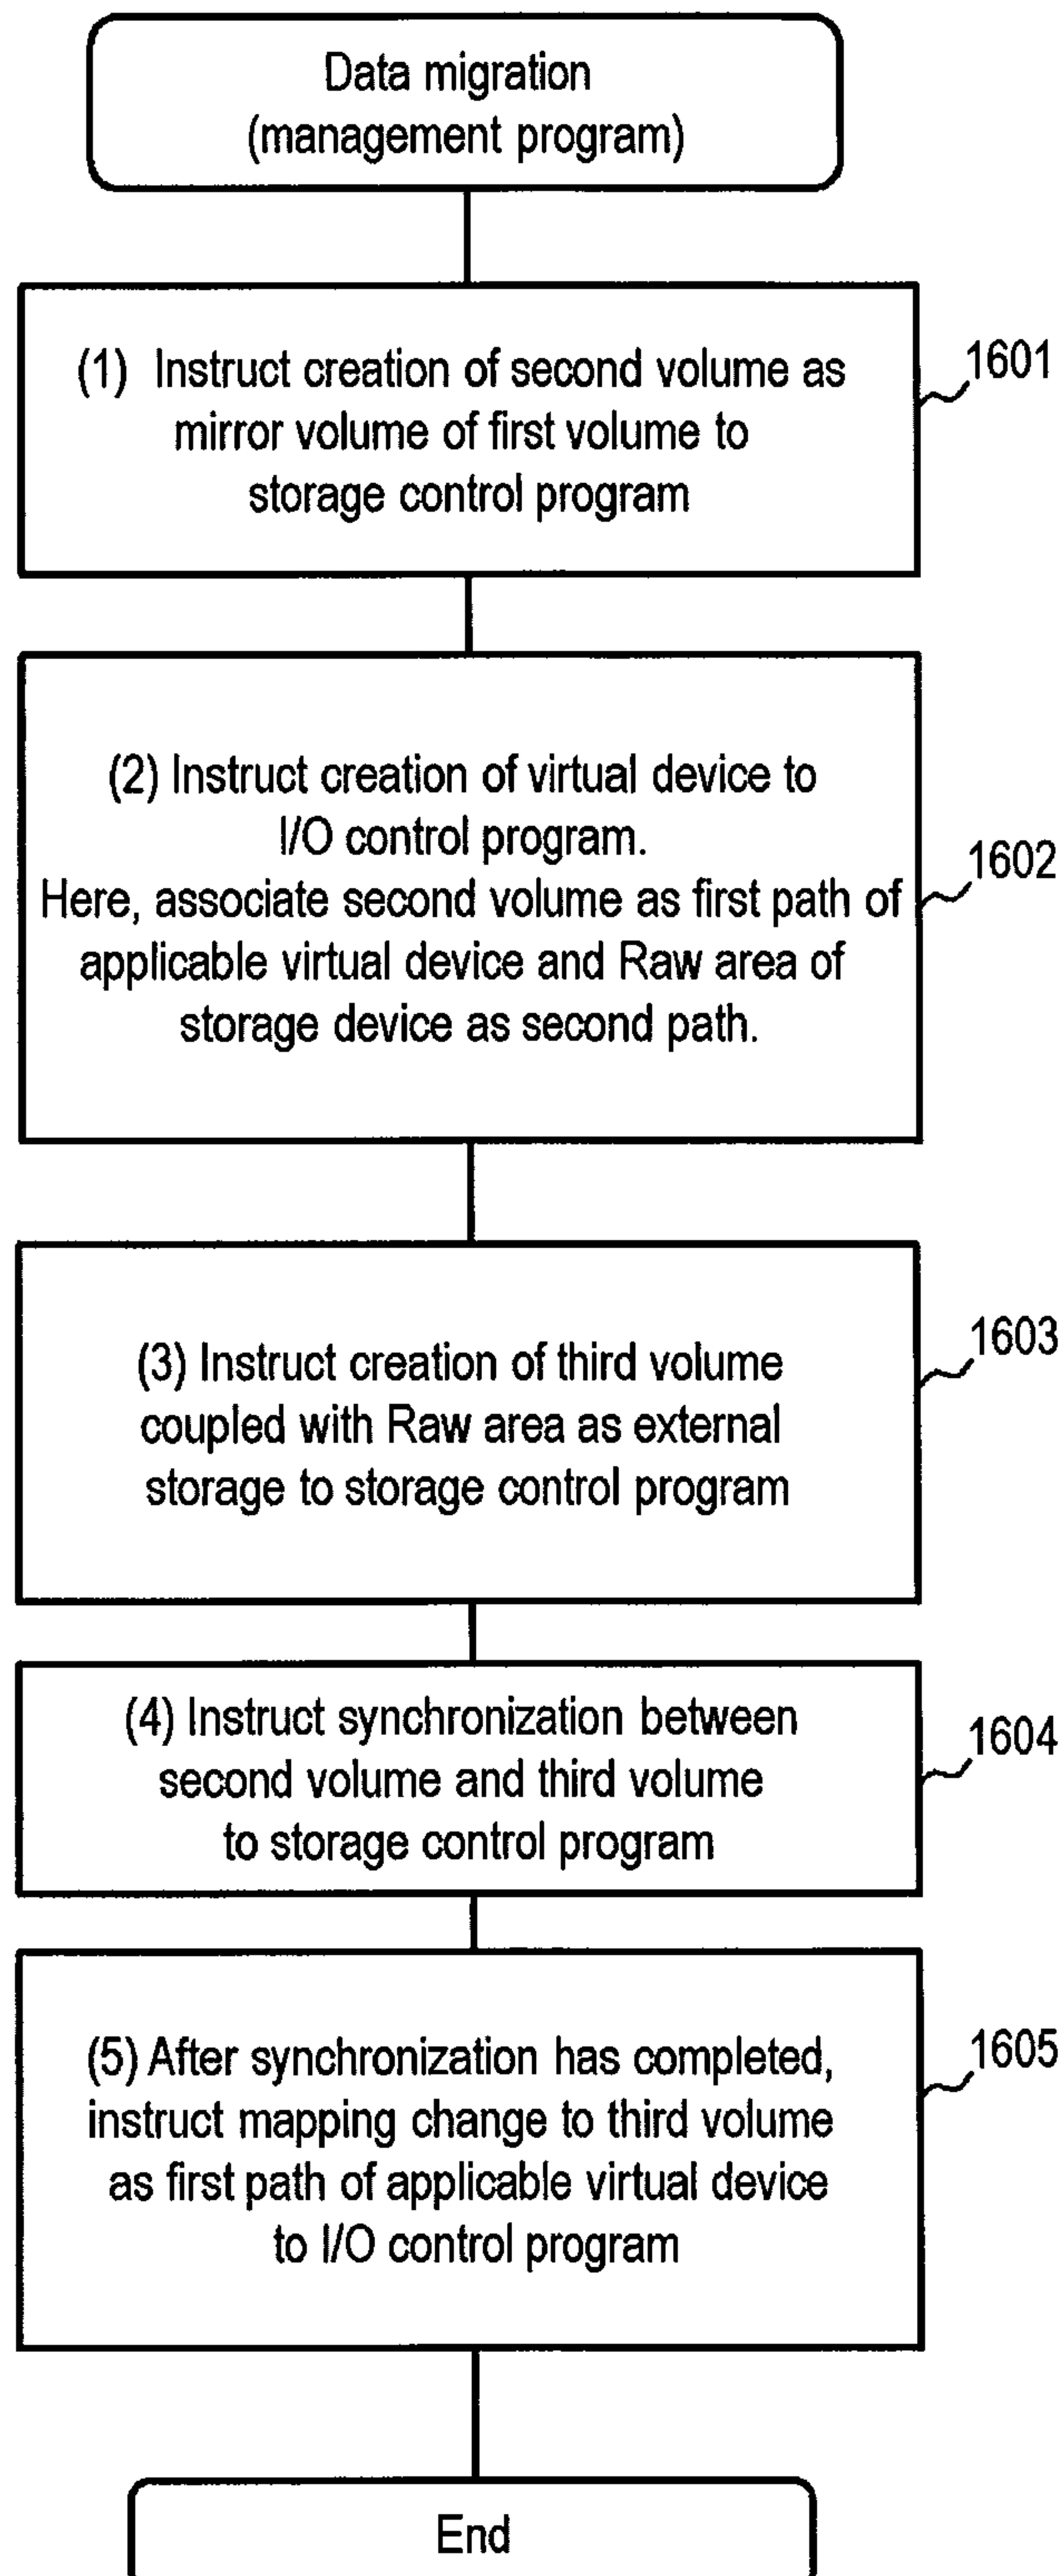 Data migration
(management program)
(1) Instruct creation of second volume as
mirror volume of first volume to
storage control program
1601
(2) Instruct creation of virtual device to
I/O control program.
Here, associate second volume as first path of
applicable virtual device and Raw area of
storage device as second path.
1602
(3) Instruct creation of third volume
coupled with Raw area as external
storage to storage control program
1603
(4) Instruct synchronization between
second volume and third volume
to storage control program
1604
(5) After synchronization has completed,
instruct mapping change to third volume
as first path of applicable virtual device
to I/O control program
1605
End